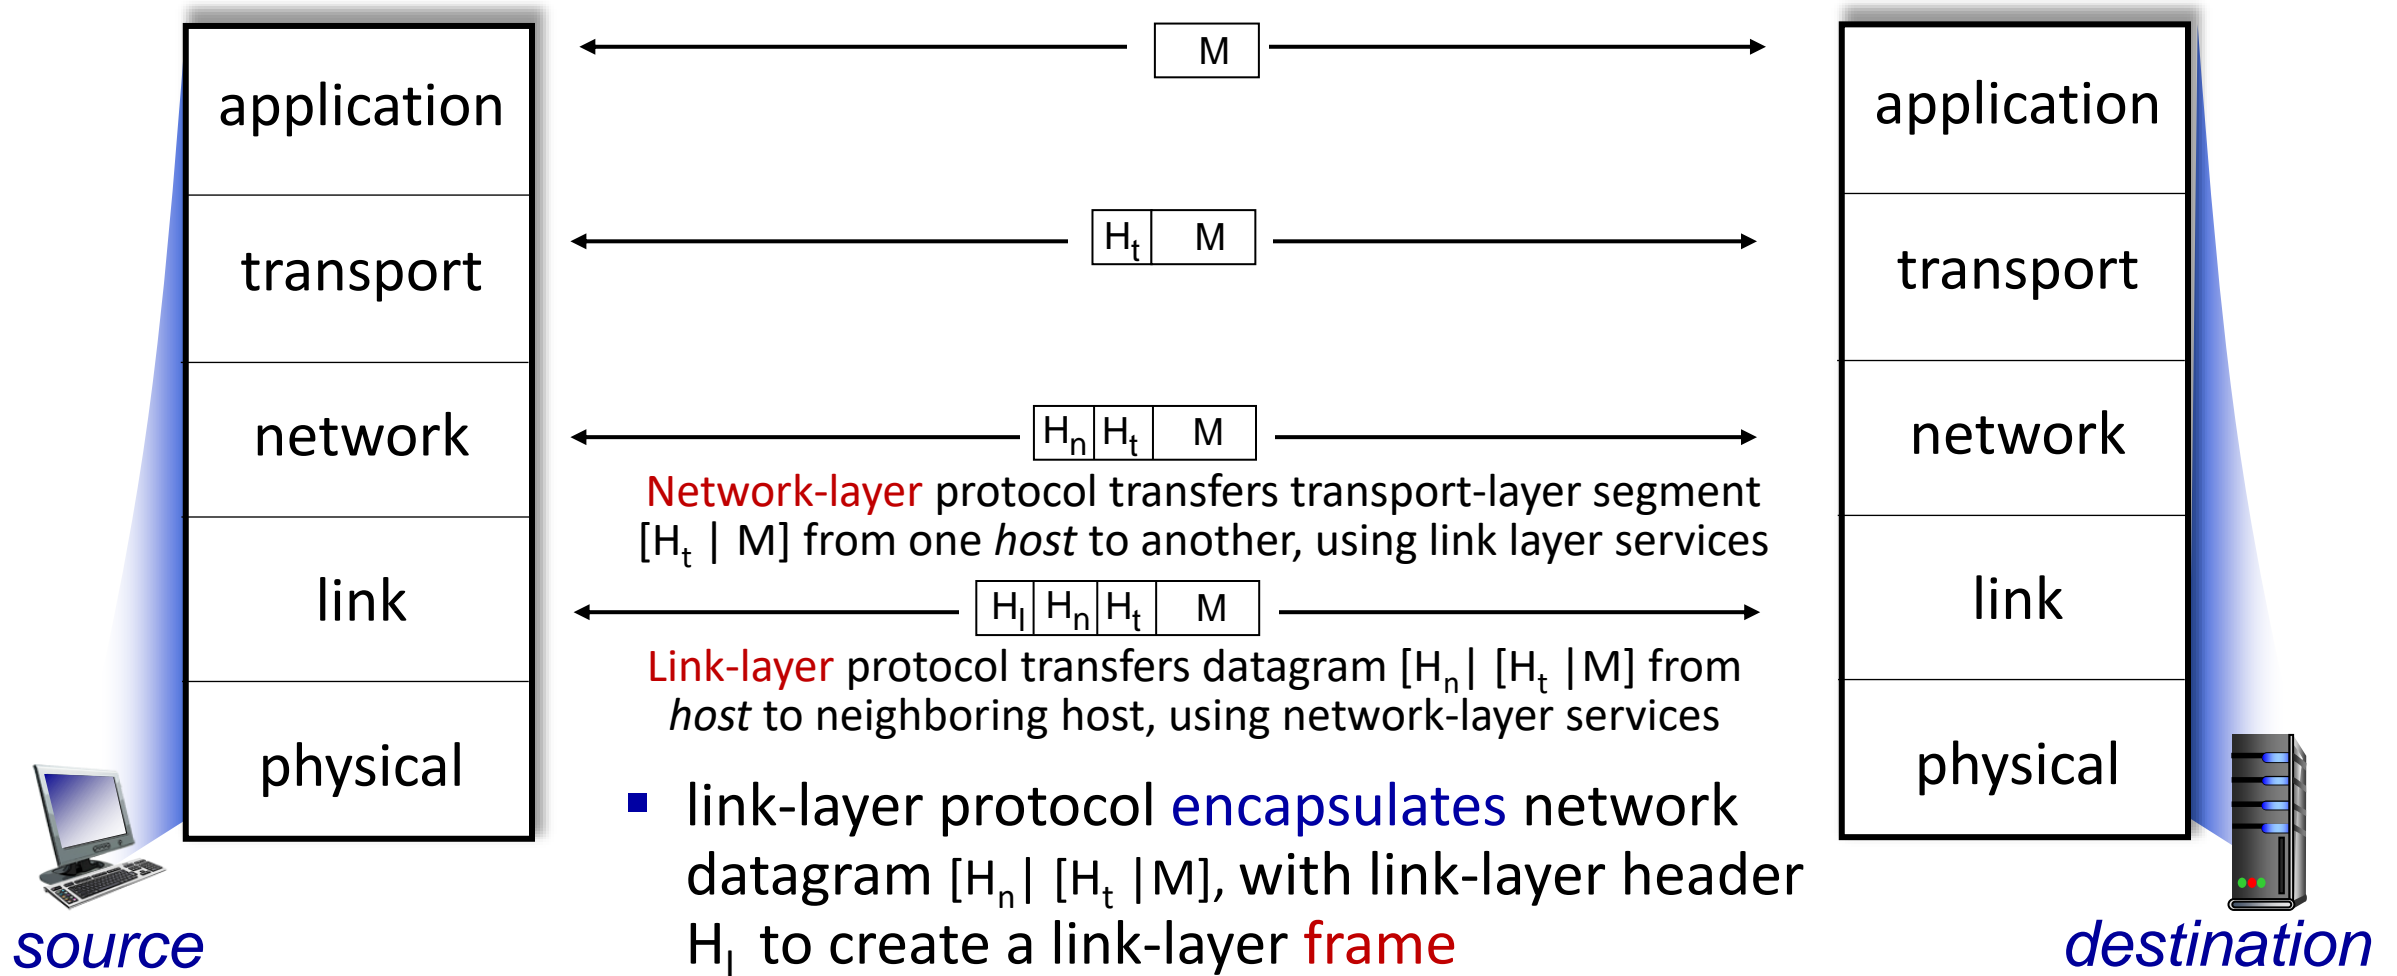 application
transport
network
link
physical
source
M
Hₜ M
Hₙ Hₜ M
Network-layer protocol transfers transport-layer segment
[Hₜ | M] from one host to another, using link layer services
Hₗ Hₙ Hₜ M
Link-layer protocol transfers datagram [Hₙ| [Hₜ |M] from
host to neighboring host, using network-layer services
▪ link-layer protocol encapsulates network
datagram [Hₙ| [Hₜ |M], with link-layer header
Hₗ to create a link-layer frame
application
transport
network
link
physical
destination